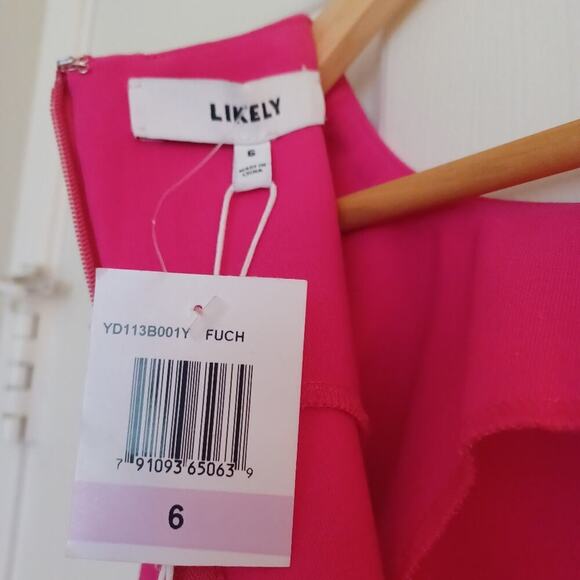 LIKELY
6
MADE IN
CHINA
YD113B001Y FUCH
7 91093 65063 9
6